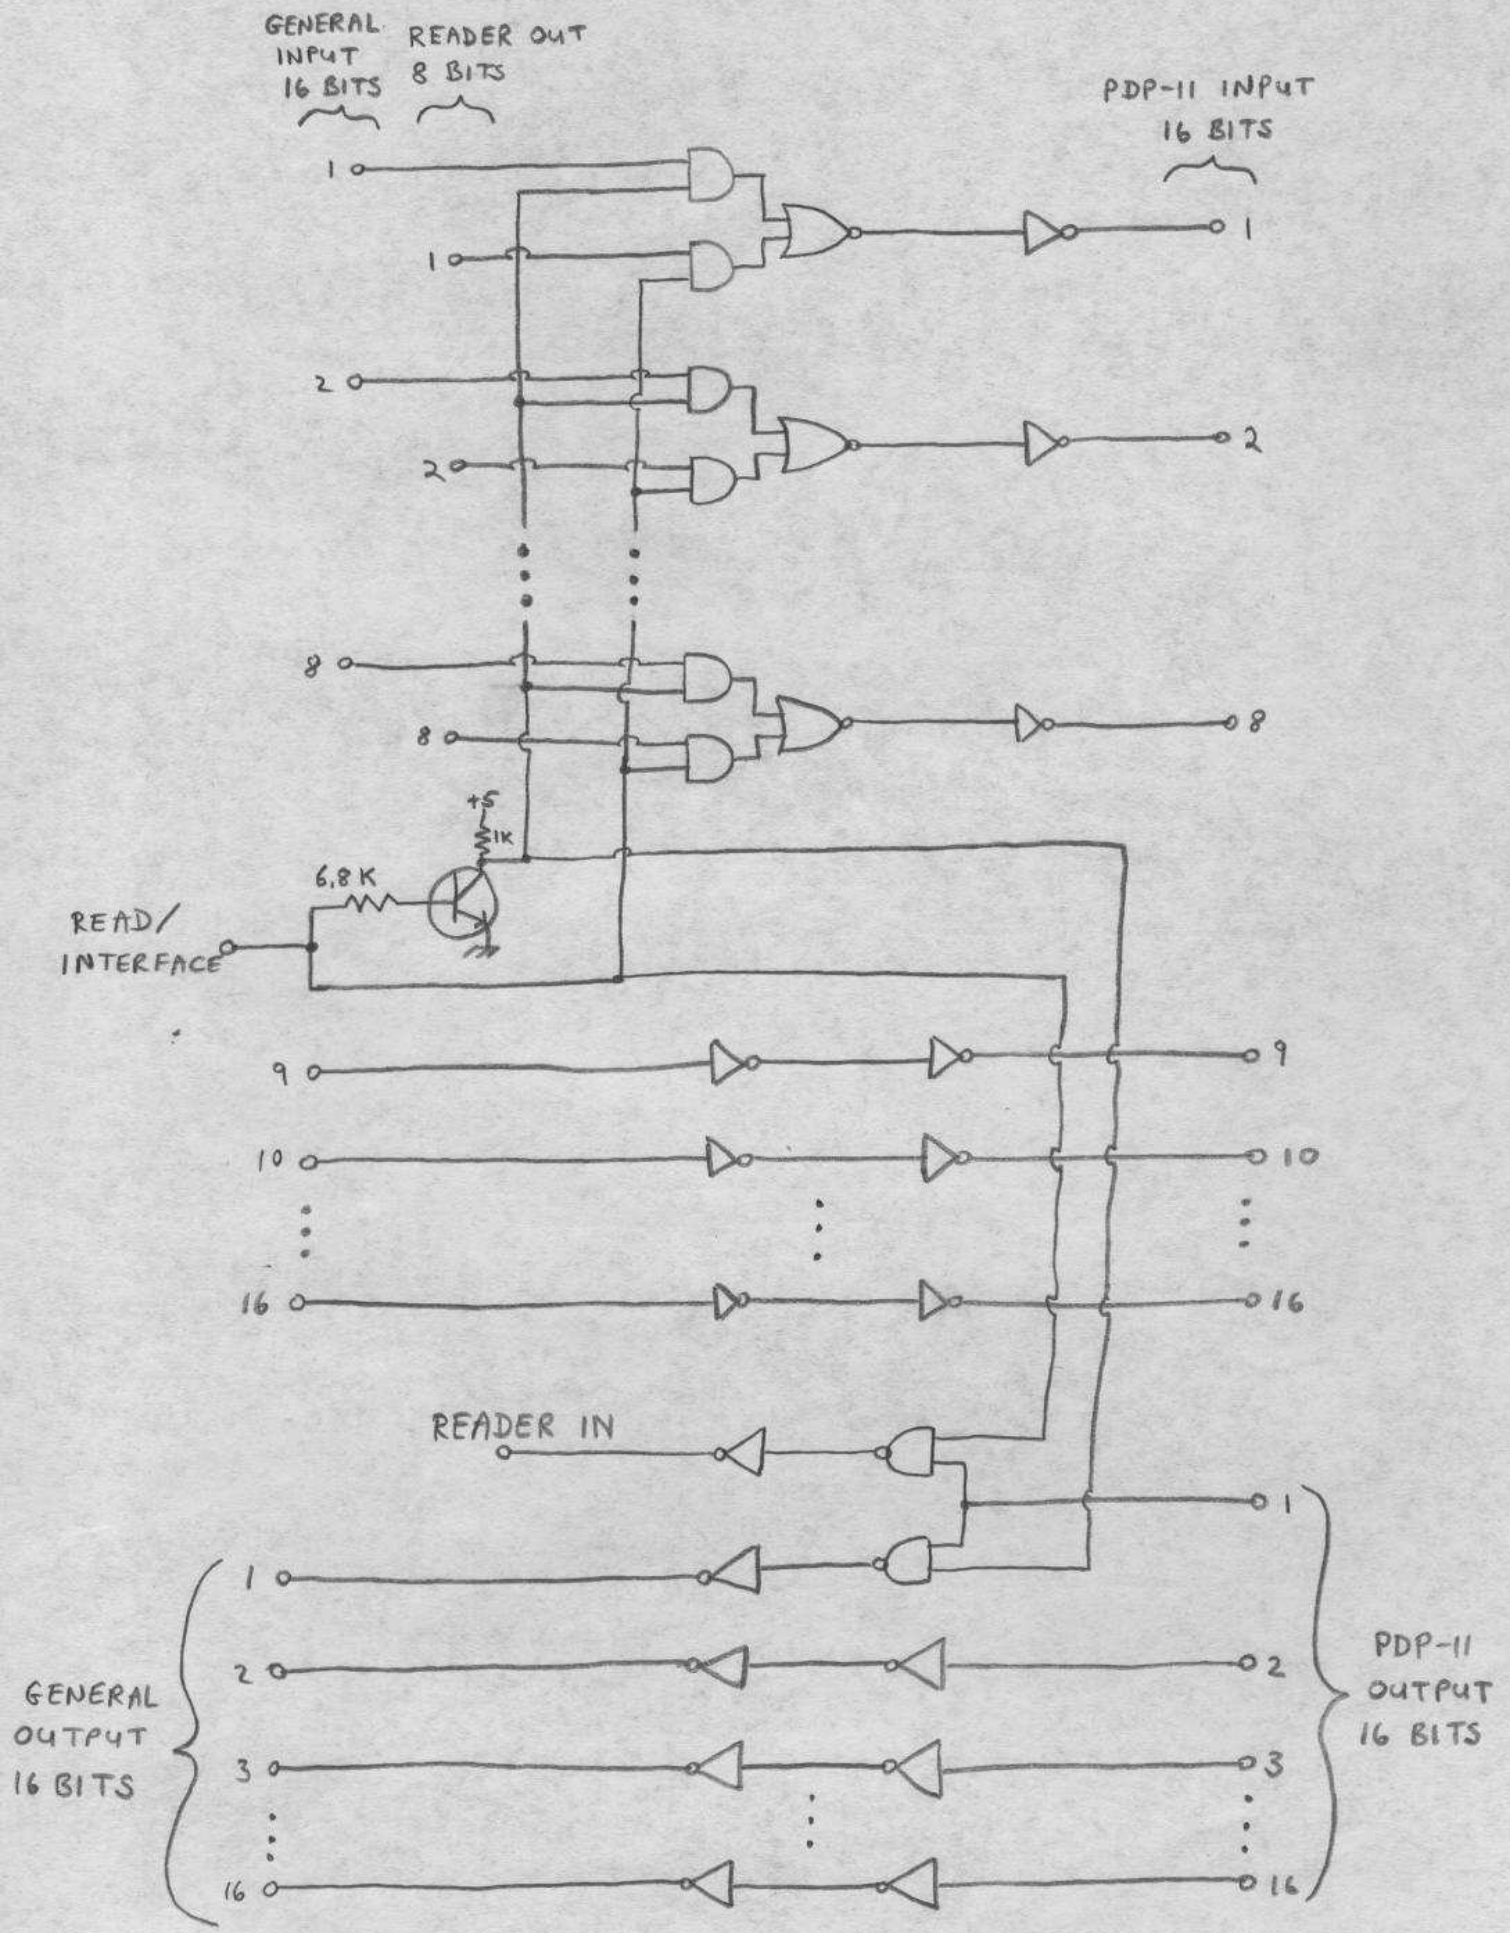 GENERAL
INPUT
16 BITS
READER OUT
8 BITS
PDP-11 INPUT
16 BITS
1
1
1
2
2
2
8
8
8
+5
1K
6.8K
READ/
INTERFACE
9
9
10
10
16
16
READER IN
1
1
2
2
3
3
16
16
GENERAL
OUTPUT
16 BITS
PDP-11
OUTPUT
16 BITS